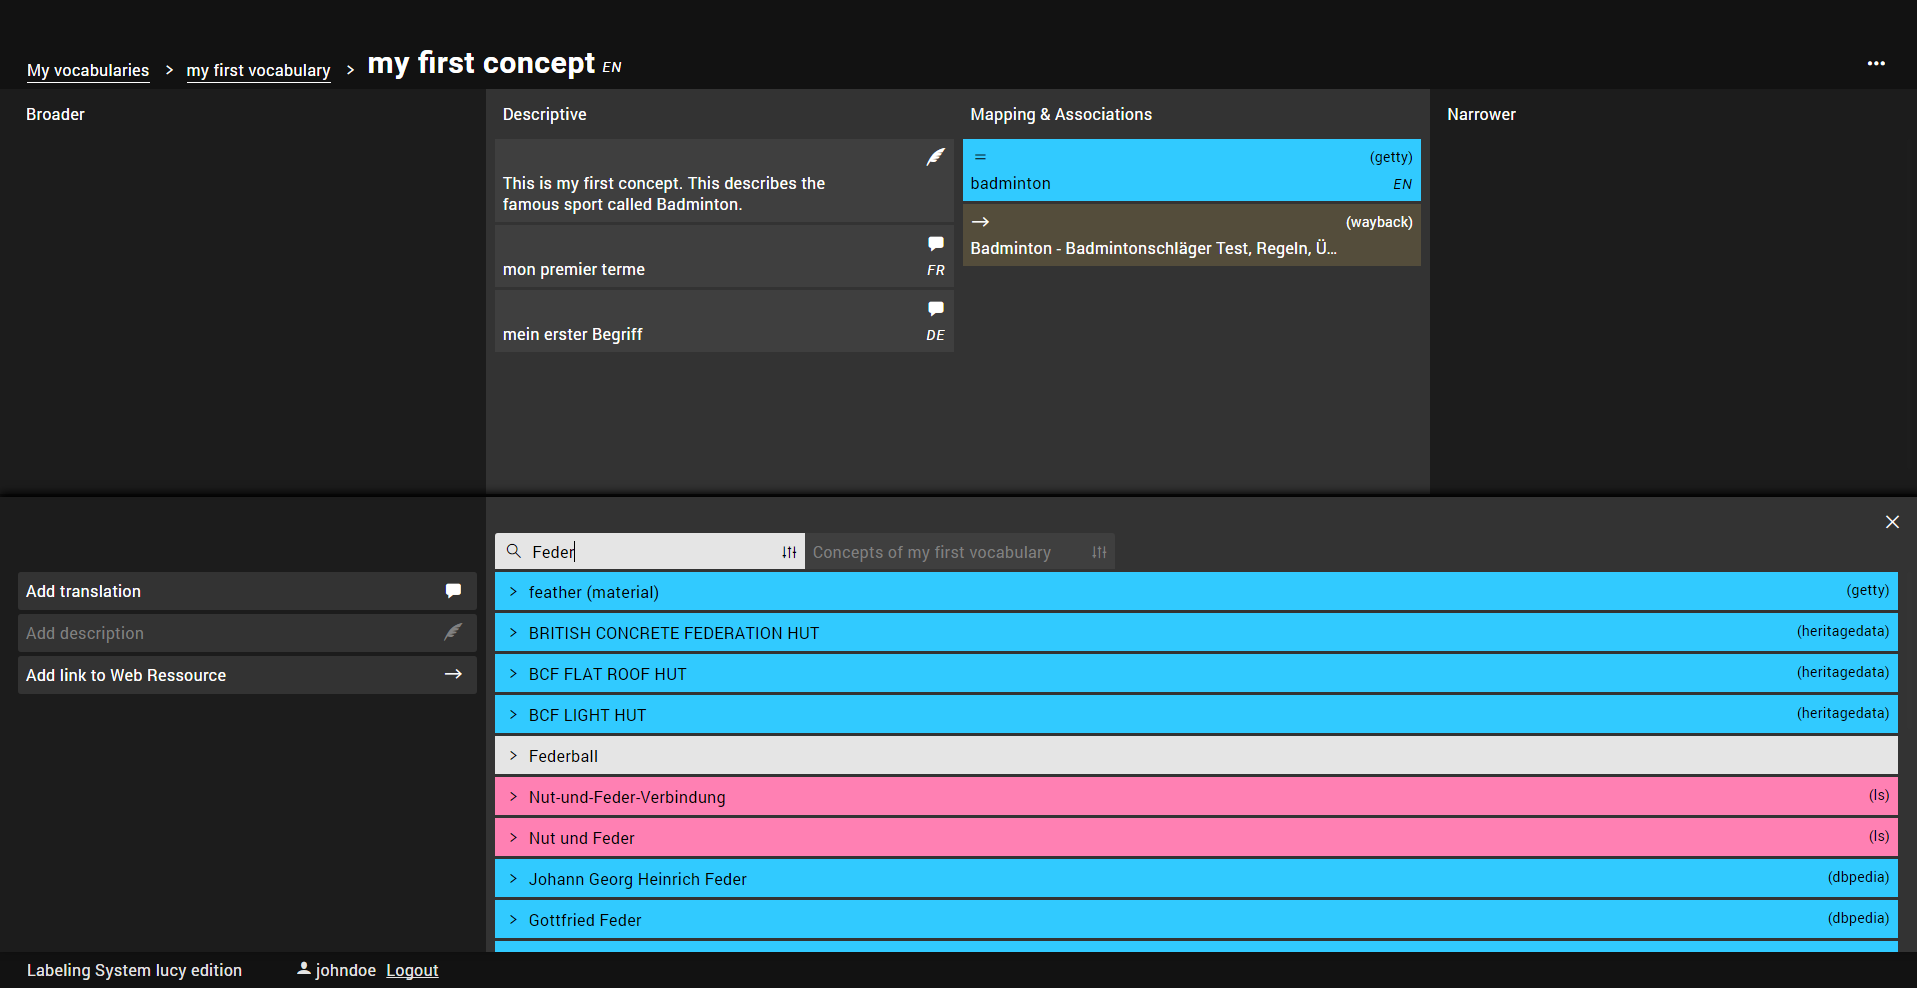 My vocabularies > my first vocabulary > my first concept EN
Broader
Descriptive
This is my first concept. This describes the
famous sport called Badminton.
mon premier terme FR
mein erster Begriff DE
Mapping & Associations
= (getty)
badminton EN
→ (wayback)
Badminton - Badmintonschläger Test, Regeln, Ü...
Narrower
Add translation
Add description
Add link to Web Ressource
Feder
Concepts of my first vocabulary
> feather (material) (getty)
> BRITISH CONCRETE FEDERATION HUT (heritagedata)
> BCF FLAT ROOF HUT (heritagedata)
> BCF LIGHT HUT (heritagedata)
> Federball
> Nut-und-Feder-Verbindung (ls)
> Nut und Feder (ls)
> Johann Georg Heinrich Feder (dbpedia)
> Gottfried Feder (dbpedia)
Labeling System lucy edition johndoe Logout